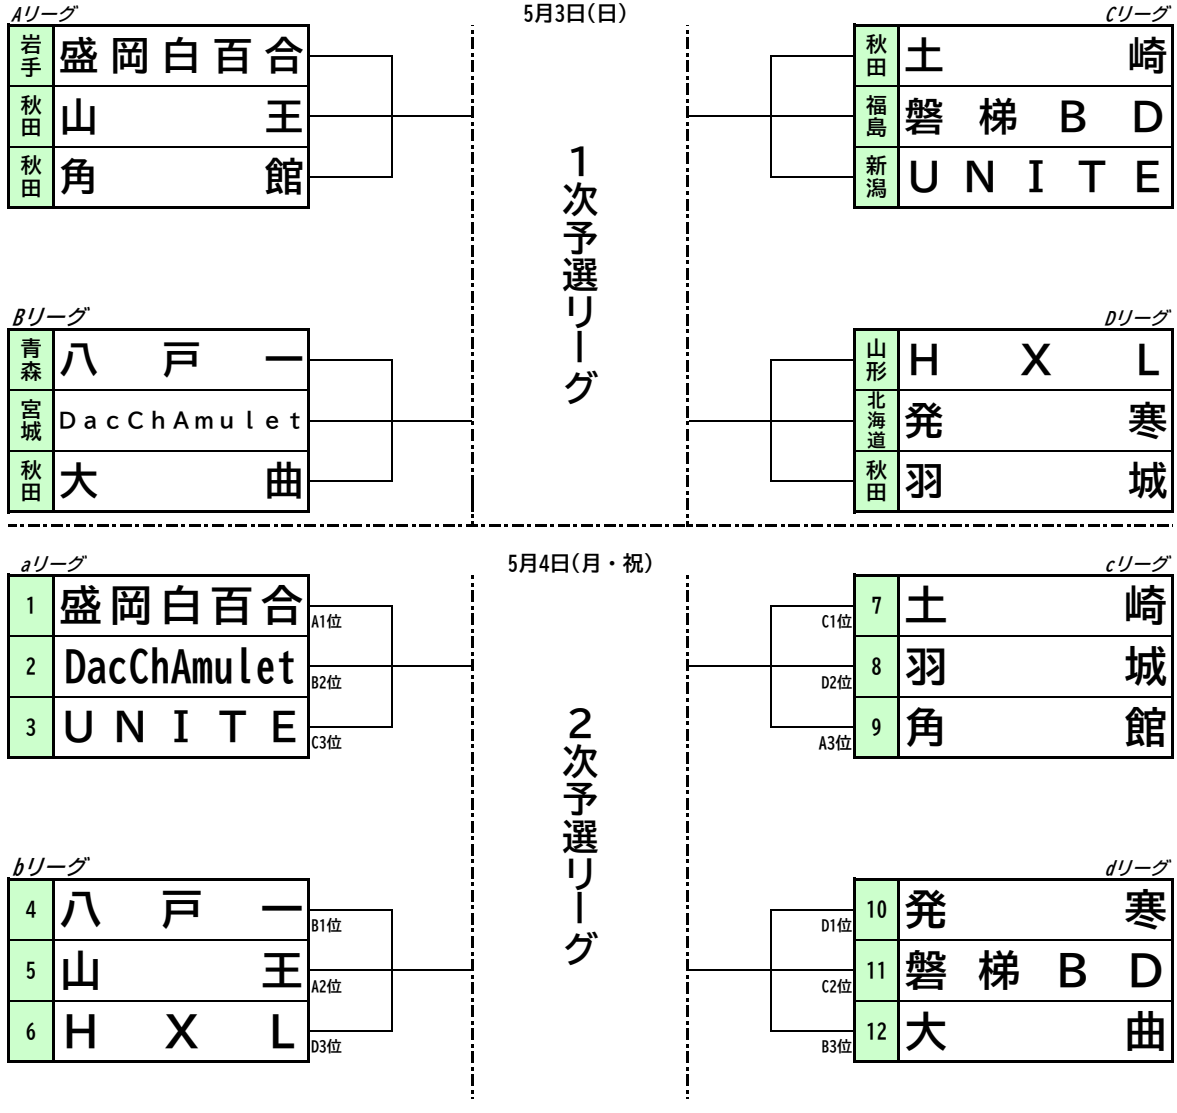 5月3日(日)
Aリーグ
岩手 盛岡白百合
秋田 山王
秋田 角館
Bリーグ
青森 八戸一
宮城 DacChAmulet
秋田 大曲
1次予選リーグ
Cリーグ
秋田 土崎
福島 磐梯BD
新潟 UNITE
Dリーグ
山形 HXL
北海道 発寒
秋田 羽城
5月4日(月・祝)
aリーグ
1 盛岡白百合 A1位
2 DacChAmulet B2位
3 UNITE C3位
bリーグ
4 八戸一 B1位
5 山王 A2位
6 HXL D3位
2次予選リーグ
cリーグ
C1位 7 土崎
D2位 8 羽城
A3位 9 角館
dリーグ
D1位 10 発寒
C2位 11 磐梯BD
B3位 12 大曲